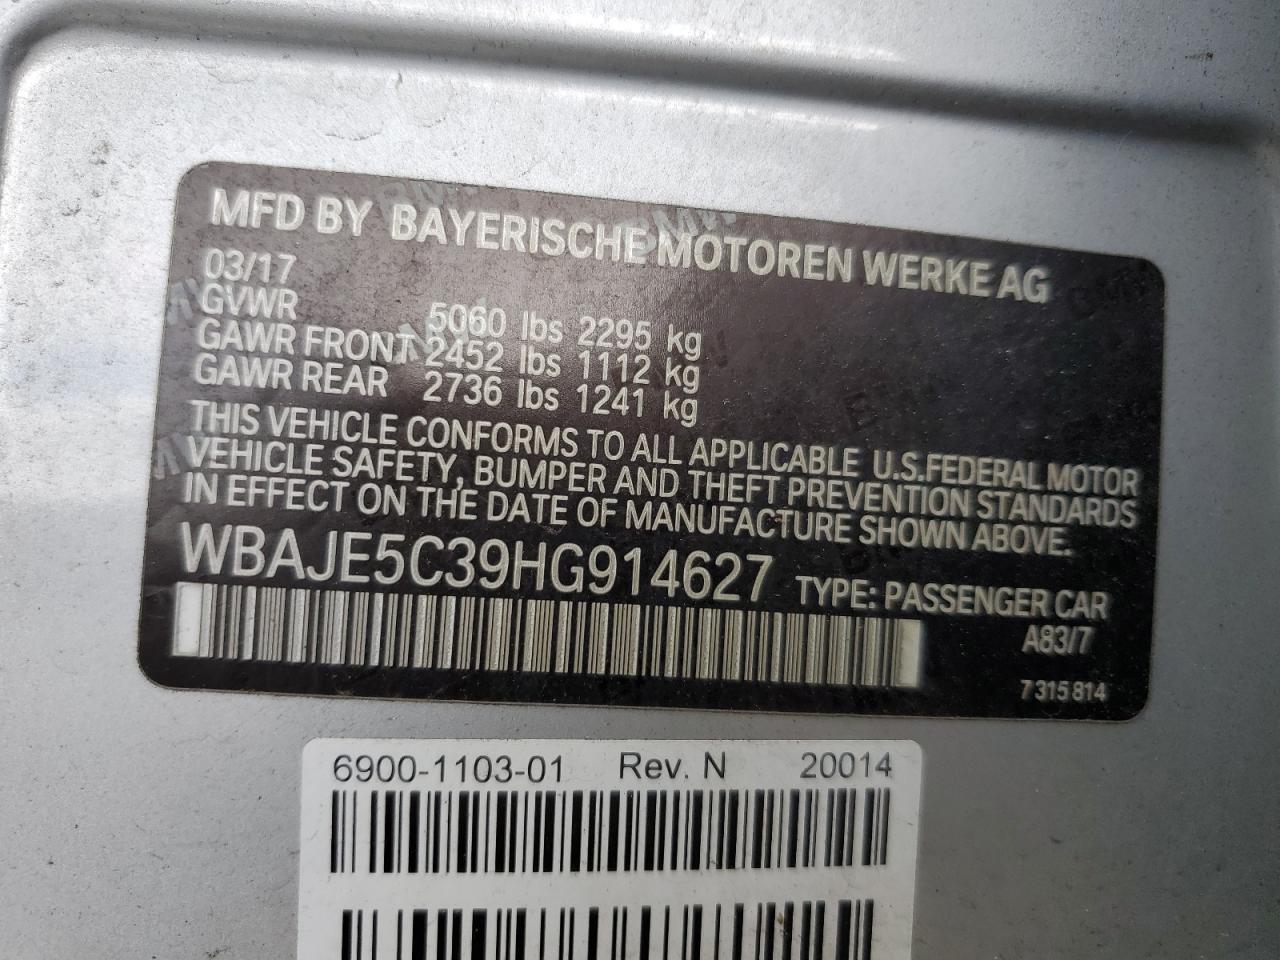 MFD BY BAYERISCHE MOTOREN WERKE AG
03/17
GVWR 5060 lbs 2295 kg
GAWR FRONT 2452 lbs 1112 kg
GAWR REAR 2736 lbs 1241 kg
THIS VEHICLE CONFORMS TO ALL APPLICABLE U.S.FEDERAL MOTOR
VEHICLE SAFETY, BUMPER AND THEFT PREVENTION STANDARDS
IN EFFECT ON THE DATE OF MANUFACTURE SHOWN ABOVE.
WBAJE5C39HG914627 TYPE: PASSENGER CAR
A83/7
7 315 814
6900-1103-01 Rev. N 20014